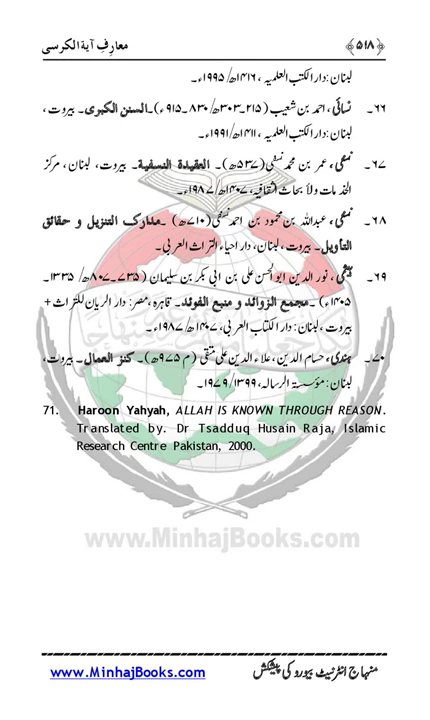 ﴿۵۱۸﴾ معارفِ آیۃ الکرسی
لبنان: دار الکتب العلمیہ، ۱۴۱۶ھ/۱۹۹۵ء۔
۶۶۔ نسائی، احمد بن شعیب (۲۱۵۔۳۰۳ھ/۸۳۰۔۹۱۵ء)۔ السنن الکبری۔ بیروت،
لبنان: دار الکتب العلمیہ، ۱۴۱۱ھ/۱۹۹۱ء۔
۶۷۔ نسفی، عمر بن محمد نسفی (۵۳۷ھ)۔ العقیدۃ النسفیة۔ بیروت، لبنان، مرکز
الخدمات ولأبحاث الثقافیہ، ۱۴۰۷ھ/۱۹۸۷ء۔
۶۸۔ نسفی، عبداللہ بن محمود بن احمد نسفی (۷۱۰ھ)۔ مدارک التنزیل و حقائق
التأویل۔ بیروت، لبنان، دار احیاء التراث العربی۔
۶۹۔ ہیثمی، نور الدین ابو الحسن علی بن ابی بکر بن سلیمان (۷۳۵۔۸۰۷ھ/۱۳۳۵۔
۱۴۰۵ء)۔ مجمع الزوائد و منبع الفوائد۔ قاہرہ، مصر: دار الریان للتراث +
بیروت، لبنان: دار الکتاب العربی، ۱۴۰۷ھ/۱۹۸۷ء۔
۷۰۔ ہندی، حسام الدین، علاء الدین علی متقی (م ۹۷۵ھ)۔ کنز العمال۔ بیروت،
لبنان: مؤسسۃ الرسالہ، ۱۳۹۹/۱۹۷۹ء۔
71. Haroon Yahyah, ALLAH IS KNOWN THROUGH REASON.
Translated by. Dr Tsadduq Husain Raja, Islamic
Research Centre Pakistan, 2000.
www.MinhajBooks.com
منہاج انٹرنیٹ بیورو کی پیشکش www.MinhajBooks.com